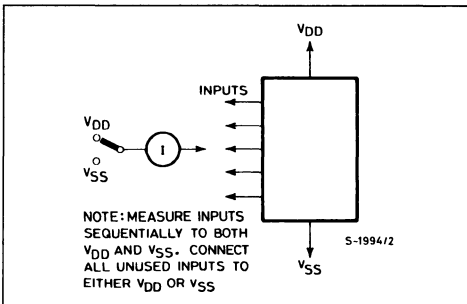 VDD
INPUTS
VDD
I
VSS
NOTE: MEASURE INPUTS
SEQUENTIALLY TO BOTH
VDD AND VSS. CONNECT
ALL UNUSED INPUTS TO
EITHER VDD OR VSS
S-1994/2
VSS